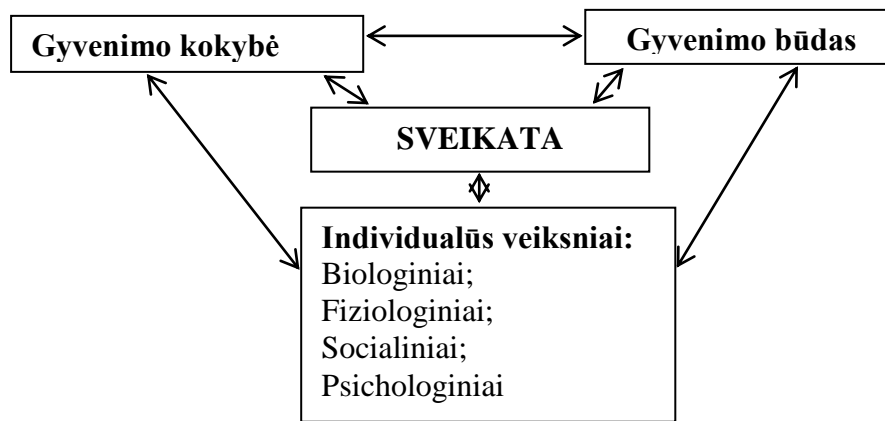 Gyvenimo kokybė
Gyvenimo būdas
SVEIKATA
Individualūs veiksniai:
Biologiniai;
Fiziologiniai;
Socialiniai;
Psichologiniai